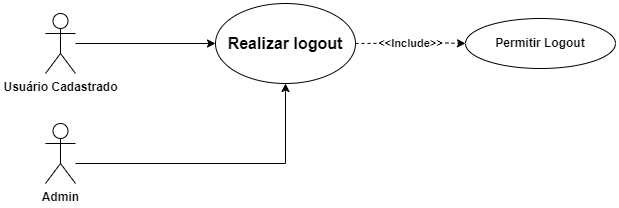 Realizar logout
<<Include>>
Permitir Logout
Usuário Cadastrado
Admin